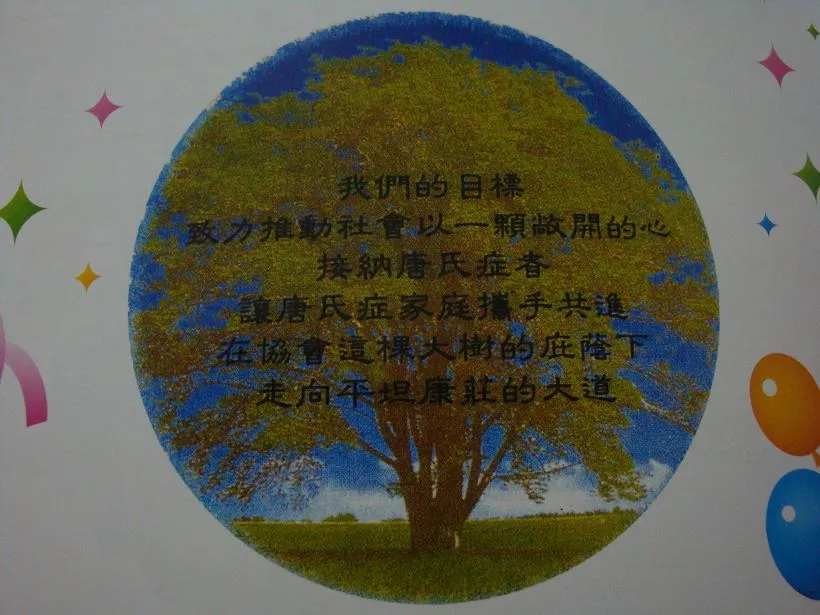 我們的目標
致力推動社會以一顆敞開的心
接納唐氏症者
讓唐氏症家庭攜手共進
在協會這棵大樹的庇蔭下
走向平坦康莊的大道